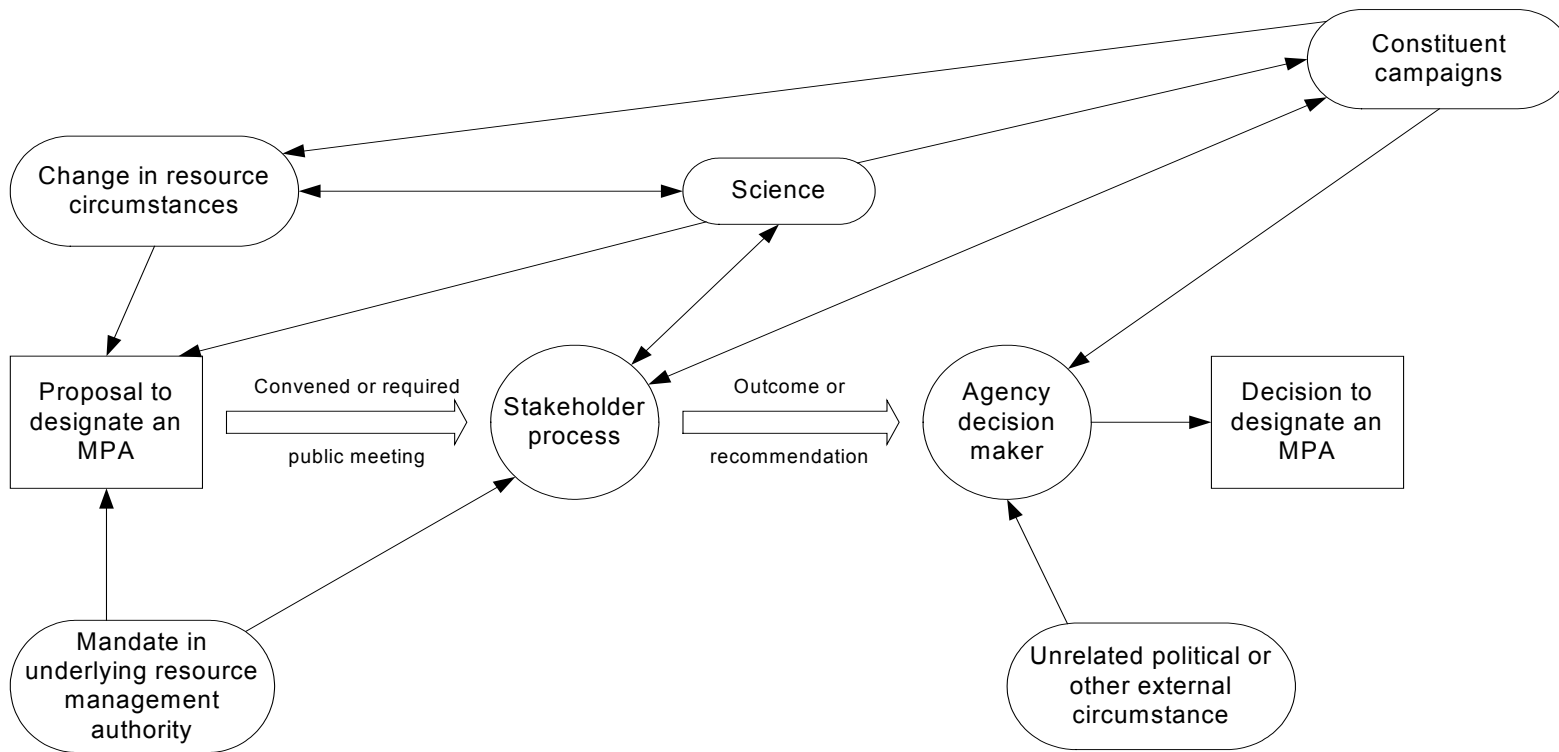 Constituent
campaigns
Change in resource
circumstances
Science
Proposal to
designate an
MPA
Convened or required
public meeting
Stakeholder
process
Outcome or
recommendation
Agency
decision
maker
Decision to
designate an
MPA
Mandate in
underlying resource
management
authority
Unrelated political or
other external
circumstance